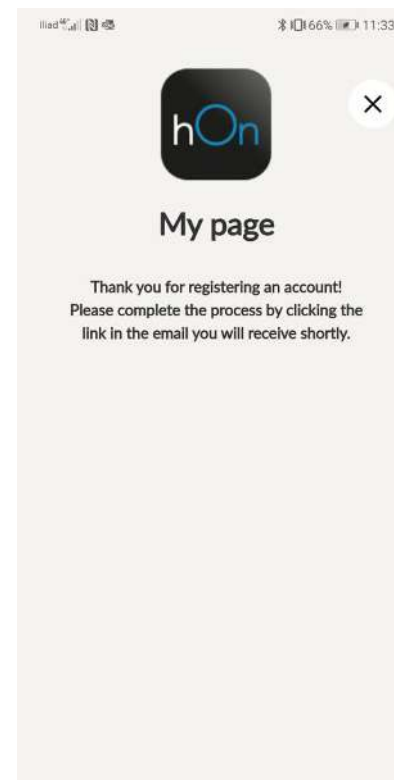 Iliad 4G 66% 11:33
hOn
My page
Thank you for registering an account!
Please complete the process by clicking the
link in the email you will receive shortly.